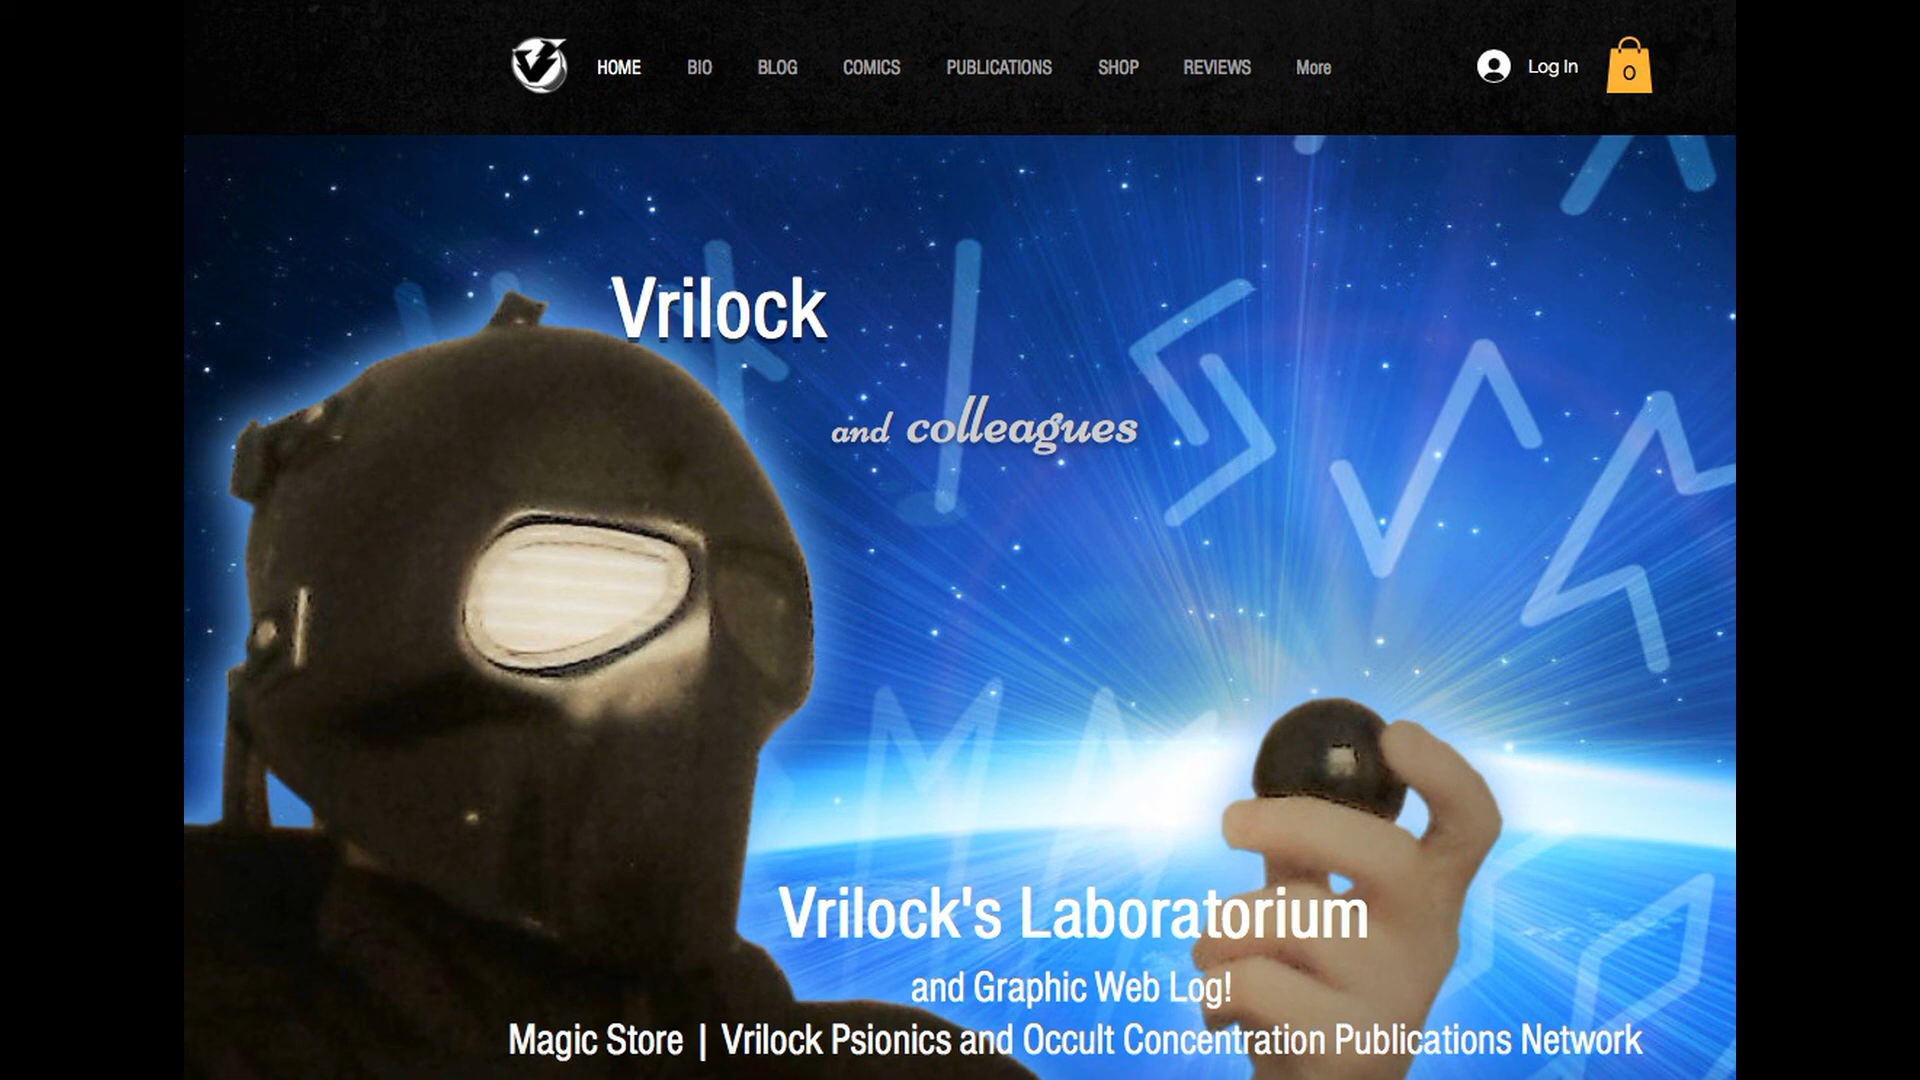 HOME BIO BLOG COMICS PUBLICATIONS SHOP REVIEWS More Log In 0
Vrilock
and colleagues
Vrilock's Laboratorium
and Graphic Web Log!
Magic Store | Vrilock Psionics and Occult Concentration Publications Network